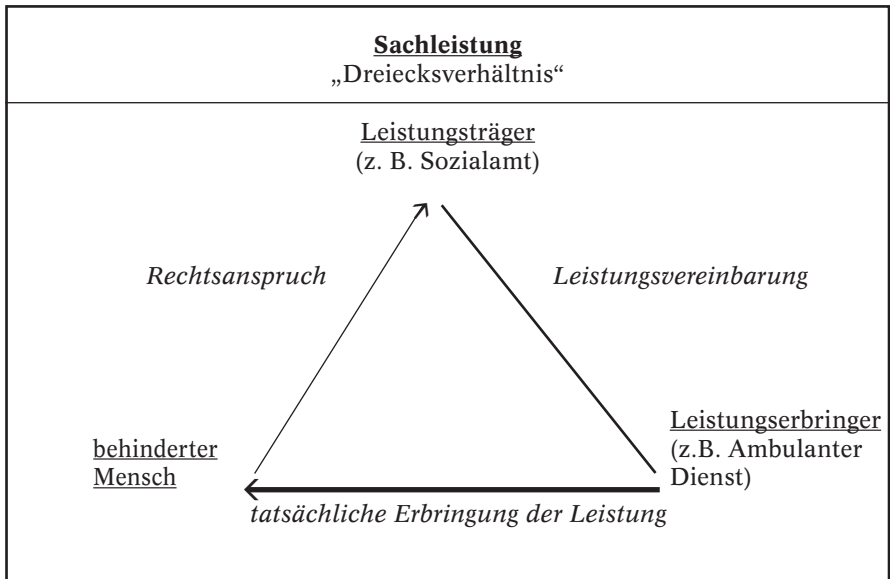 Sachleistung
„Dreiecksverhältnis“
Leistungsträger
(z. B. Sozialamt)
Rechtsanspruch
Leistungsvereinbarung
behinderter
Mensch
Leistungserbringer
(z.B. Ambulanter
Dienst)
tatsächliche Erbringung der Leistung